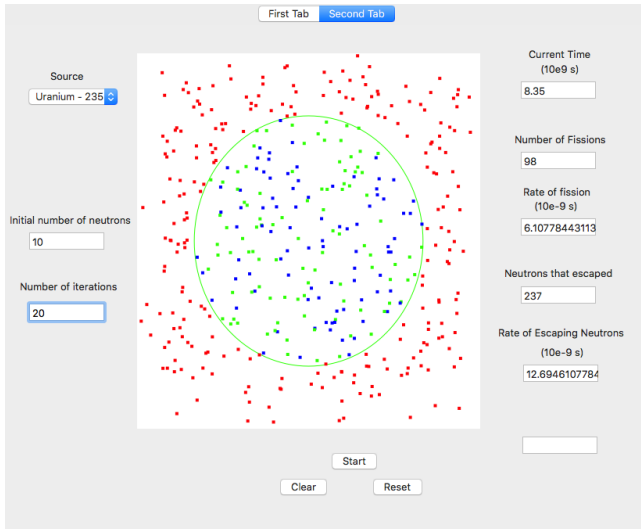 First Tab
Second Tab
Source
Uranium - 235
Initial number of neutrons
10
Number of iterations
20
Current Time
(10e9 s)
8.35
Number of Fissions
98
Rate of fission
(10e-9 s)
6.10778443113
Neutrons that escaped
237
Rate of Escaping Neutrons
(10e-9 s)
12.6946107784
Start
Clear
Reset